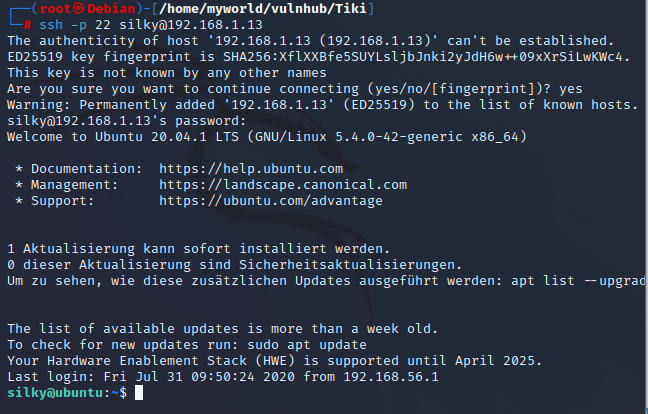 ┌──(root㉿Debian)-[/home/myworld/vulnhub/Tiki]
└─# ssh -p 22 silky@192.168.1.13
The authenticity of host '192.168.1.13 (192.168.1.13)' can't be established.
ED25519 key fingerprint is SHA256:XflXXBfe5SUYLsljbJnki2yJdH6w++09xXrSiLwKWc4.
This key is not known by any other names
Are you sure you want to continue connecting (yes/no/[fingerprint])? yes
Warning: Permanently added '192.168.1.13' (ED25519) to the list of known hosts.
silky@192.168.1.13's password:
Welcome to Ubuntu 20.04.1 LTS (GNU/Linux 5.4.0-42-generic x86_64)
* Documentation: https://help.ubuntu.com
* Management: https://landscape.canonical.com
* Support: https://ubuntu.com/advantage
1 Aktualisierung kann sofort installiert werden.
0 dieser Aktualisierung sind Sicherheitsaktualisierungen.
Um zu sehen, wie diese zusätzlichen Updates ausgeführt werden: apt list --upgrad
The list of available updates is more than a week old.
To check for new updates run: sudo apt update
Your Hardware Enablement Stack (HWE) is supported until April 2025.
Last login: Fri Jul 31 09:50:24 2020 from 192.168.56.1
silky@ubuntu:~$